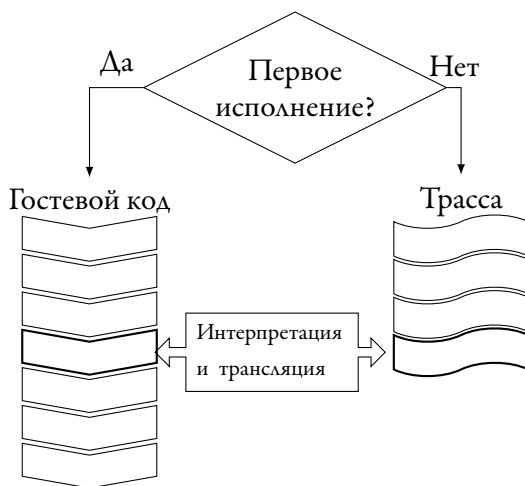 Первое
исполнение?
Да
Нет
Гостевой код
Трасса
Интерпретация
и трансляция